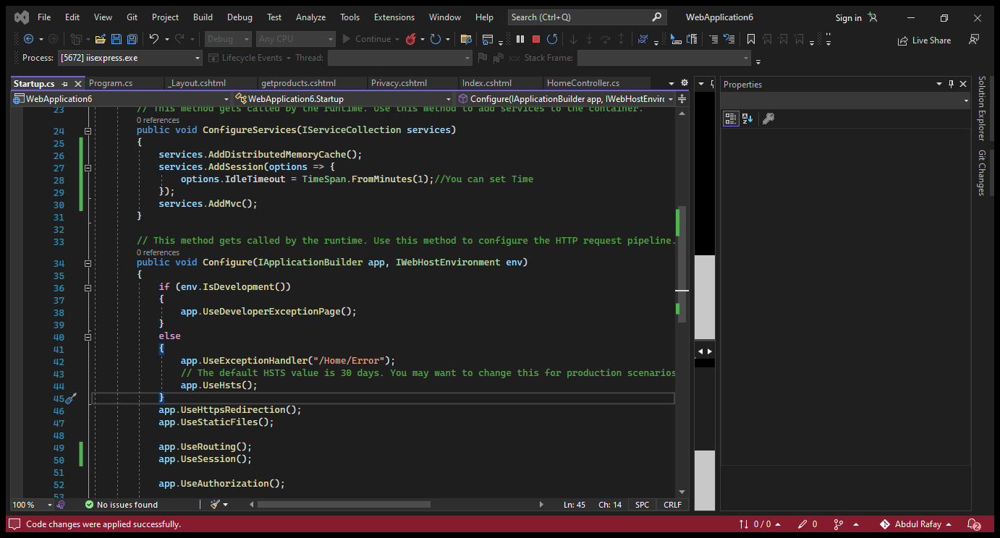 File Edit View Git Project Build Debug Test Analyze Tools Extensions Window Help Search (Ctrl+Q) WebApplication6 Sign in
Debug Any CPU Continue Live Share
Process: [5672] iisexpress.exe Lifecycle Events Thread: Stack Frame:
Startup.cs Program.cs _Layout.cshtml getproducts.cshtml Privacy.cshtml Index.cshtml HomeController.cs
WebApplication6 WebApplication6.Startup Configure(IApplicationBuilder app, IWebHostEnvirc
23 // This method gets called by the runtime. Use this method to add services to the container.
0 references
24 public void ConfigureServices(IServiceCollection services)
25 {
26 services.AddDistributedMemoryCache();
27 services.AddSession(options => {
28 options.IdleTimeout = TimeSpan.FromMinutes(1);//You can set Time
29 });
30 services.AddMvc();
31 }
32
33 // This method gets called by the runtime. Use this method to configure the HTTP request pipeline.
0 references
34 public void Configure(IApplicationBuilder app, IWebHostEnvironment env)
35 {
36 if (env.IsDevelopment())
37 {
38 app.UseDeveloperExceptionPage();
39 }
40 else
41 {
42 app.UseExceptionHandler("/Home/Error");
43 // The default HSTS value is 30 days. You may want to change this for production scenarios
44 app.UseHsts();
45 }
46 app.UseHttpsRedirection();
47 app.UseStaticFiles();
48
49 app.UseRouting();
50 app.UseSession();
51
52 app.UseAuthorization();
53
100 % No issues found Ln: 45 Ch: 14 SPC CRLF
Properties
Solution Explorer
Git Changes
Code changes were applied successfully. 0 / 0 0 Abdul Rafay 2